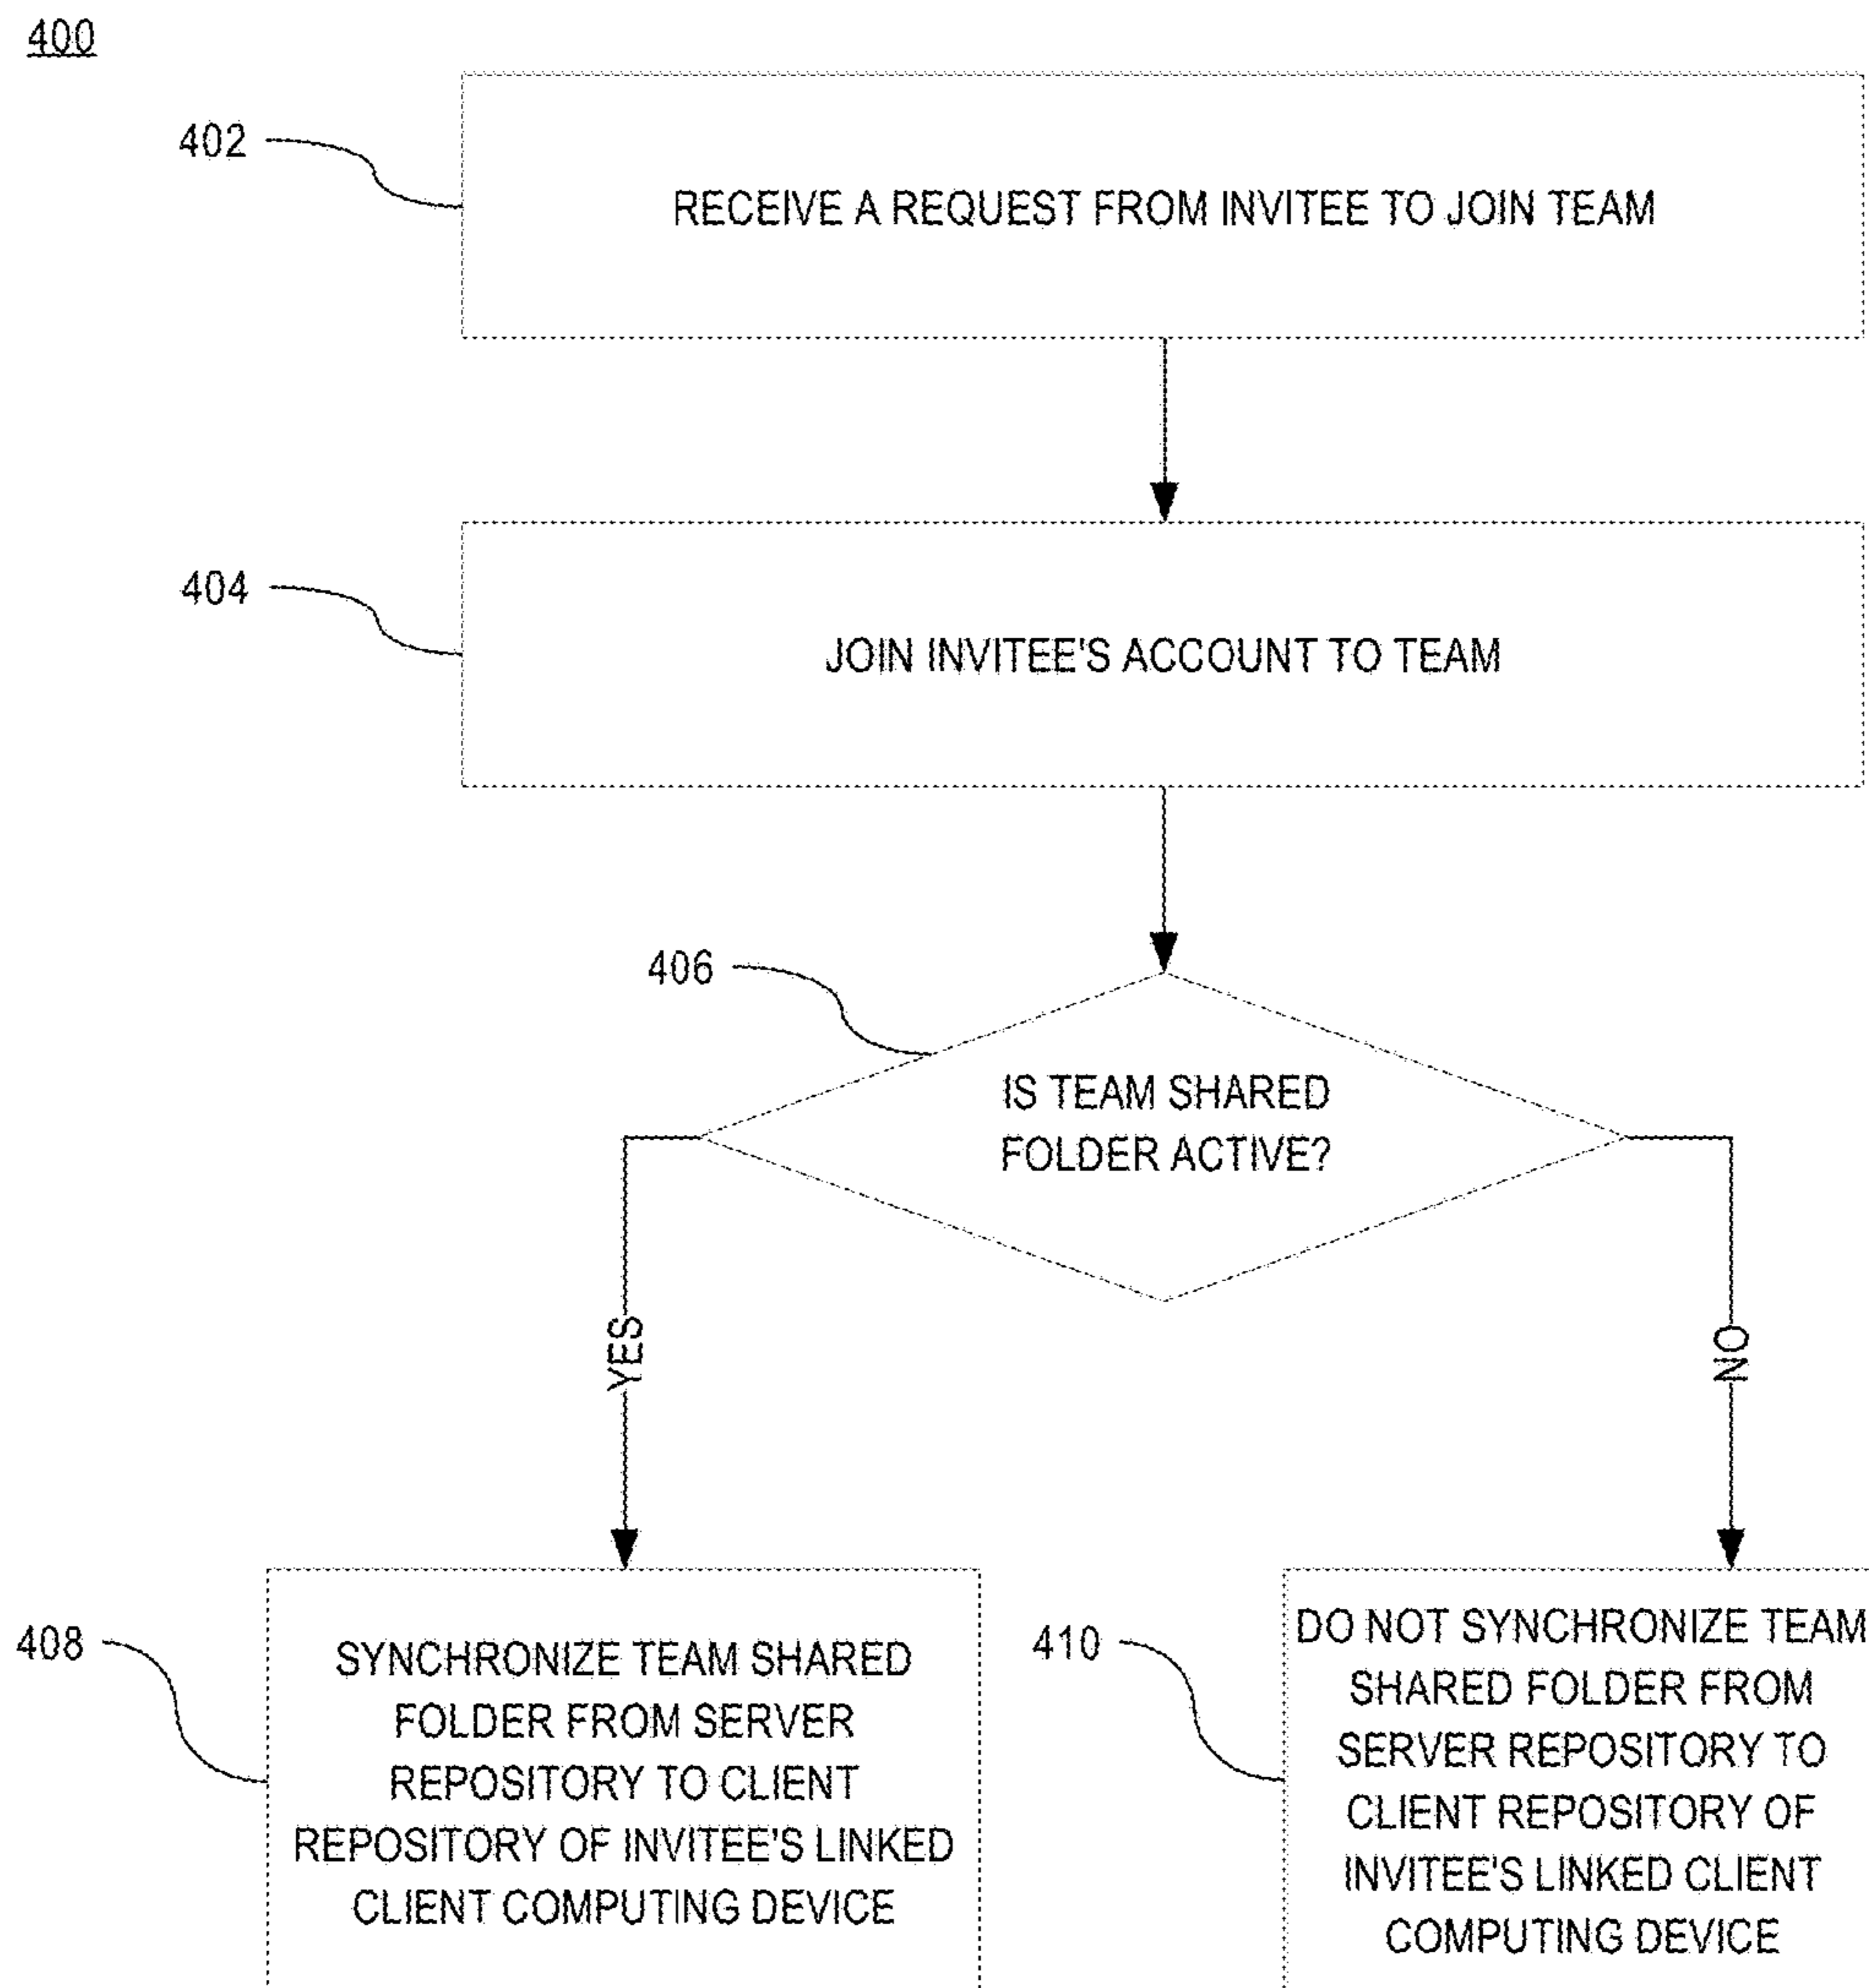 400
402
RECEIVE A REQUEST FROM INVITEE TO JOIN TEAM
404
JOIN INVITEE'S ACCOUNT TO TEAM
406
IS TEAM SHARED
FOLDER ACTIVE?
YES
NO
408
SYNCHRONIZE TEAM SHARED
FOLDER FROM SERVER
REPOSITORY TO CLIENT
REPOSITORY OF INVITEE'S LINKED
CLIENT COMPUTING DEVICE
410
DO NOT SYNCHRONIZE TEAM
SHARED FOLDER FROM
SERVER REPOSITORY TO
CLIENT REPOSITORY OF
INVITEE'S LINKED CLIENT
COMPUTING DEVICE